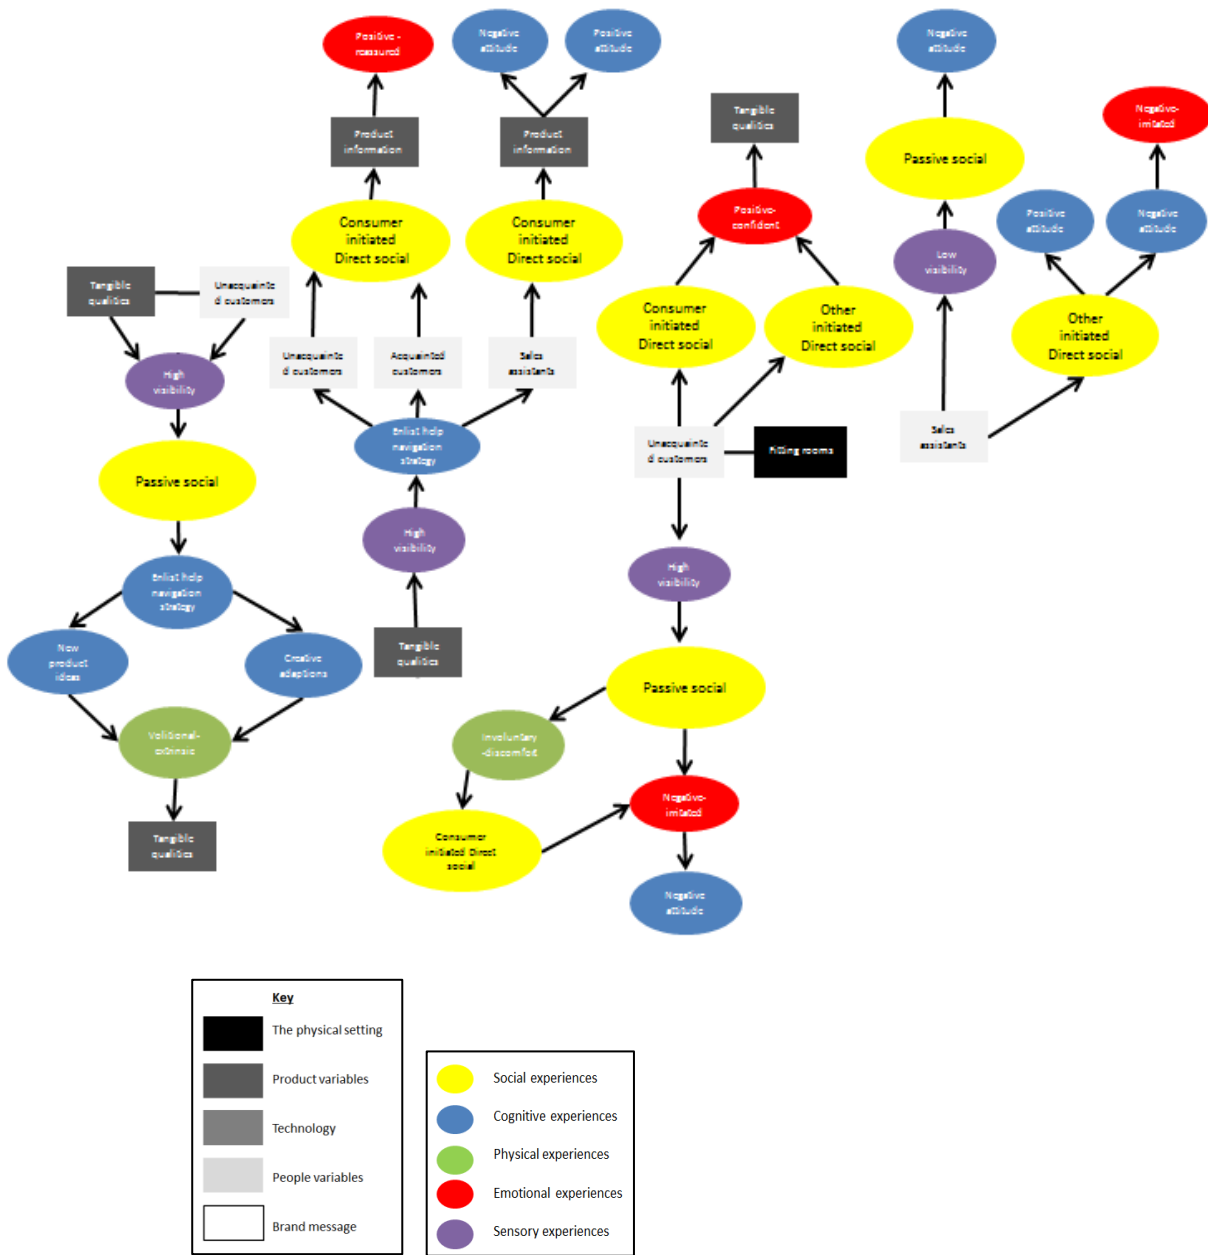 Positive -
reassured
Negative
attitude
Positive
attitude
Product
information
Product
information
Consumer
initiated
Direct social
Consumer
initiated
Direct social
Tangible
qualities
Unacquainte
d customers
High
visibility
Unacquainte
d customers
Acquainted
customers
Sales
assistants
Enlist help
navigation
strategy
High
visibility
Tangible
qualities
Passive social
Enlist help
navigation
strategy
New
product
ideas
Creative
adaptions
Volitional-
extrinsic
Tangible
qualities
Tangible
qualities
Positive-
confident
Consumer
initiated
Direct social
Other
initiated
Direct social
Unacquainte
d customers
Fitting rooms
High
visibility
Passive social
Involuntary
-discomfort
Consumer
initiated Direct
social
Negative-
irritated
Negative
attitude
Negative
attitude
Passive social
Low
visibility
Negative-
irritated
Positive
attitude
Negative
attitude
Other
initiated
Direct social
Sales
assistants
Key
The physical setting
Product variables
Technology
People variables
Brand message
Social experiences
Cognitive experiences
Physical experiences
Emotional experiences
Sensory experiences